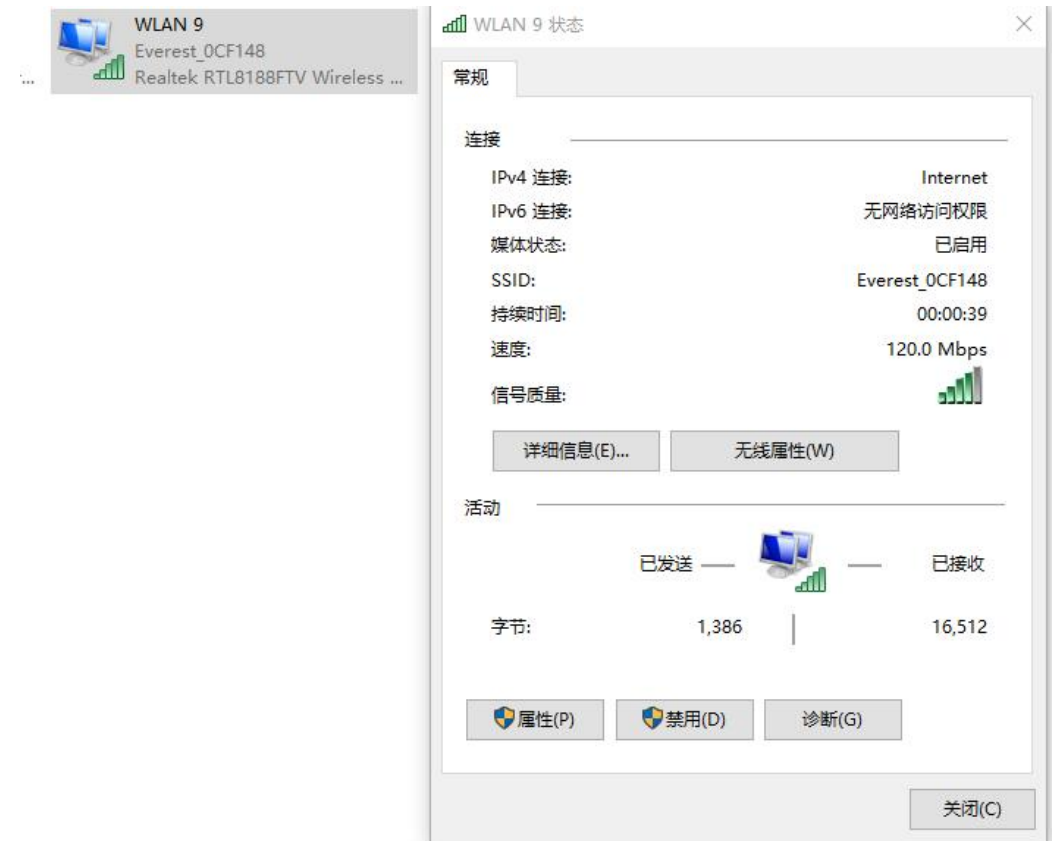 WLAN 9
Everest_0CF148
Realtek RTL8188FTV Wireless ...
...
WLAN 9 状态
常规
连接
IPv4 连接: Internet
IPv6 连接: 无网络访问权限
媒体状态: 已启用
SSID: Everest_0CF148
持续时间: 00:00:39
速度: 120.0 Mbps
信号质量:
详细信息(E)... 无线属性(W)
活动
已发送 — — 已接收
字节: 1,386 16,512
属性(P) 禁用(D) 诊断(G)
关闭(C)